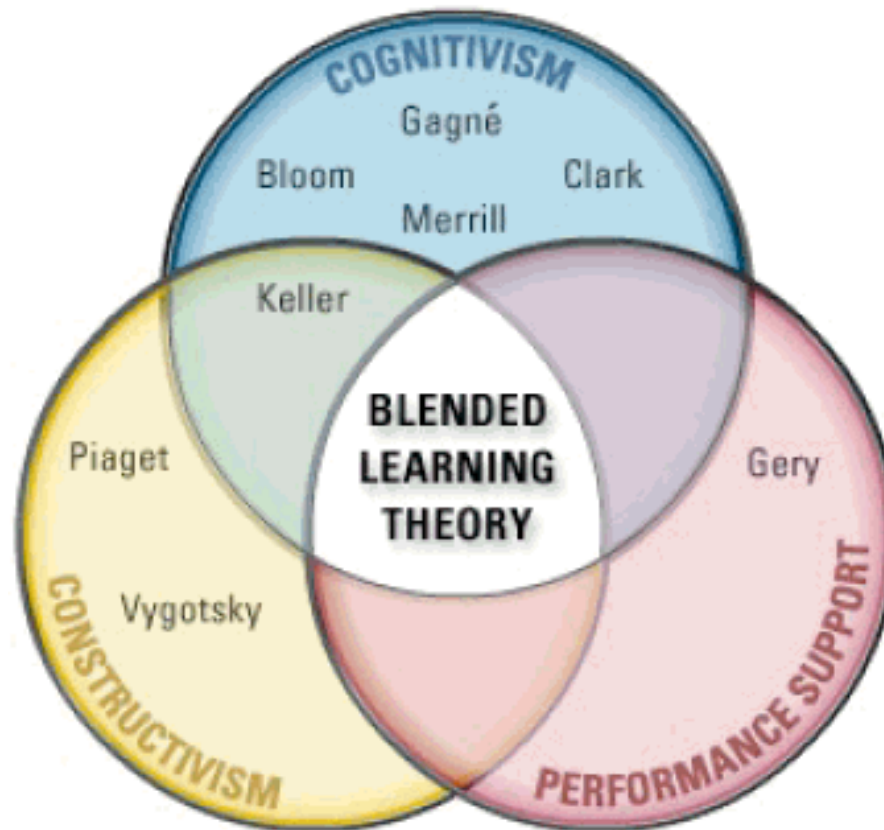 COGNITIVISM
Gagné
Bloom
Clark
Merrill
Keller
BLENDED
LEARNING
THEORY
Piaget
Gery
Vygotsky
CONSTRUCTIVISM
PERFORMANCE SUPPORT